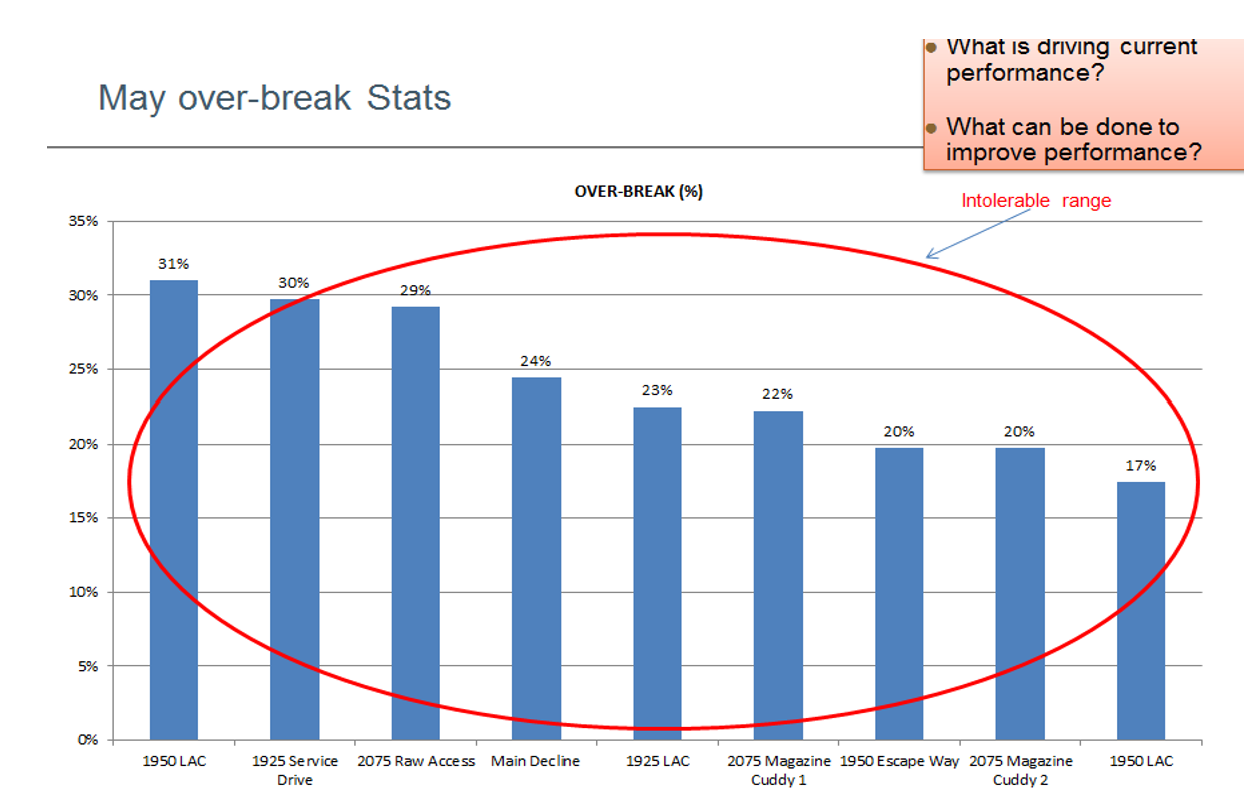 What is driving current
performance?
What can be done to
improve performance?
May over-break Stats
OVER-BREAK (%)
Intolerable range
35%
30%
25%
20%
15%
10%
5%
0%
31%
30%
29%
24%
23%
22%
20%
20%
17%
1950 LAC
1925 Service
Drive
2075 Raw Access
Main Decline
1925 LAC
2075 Magazine
Cuddy 1
1950 Escape Way
2075 Magazine
Cuddy 2
1950 LAC